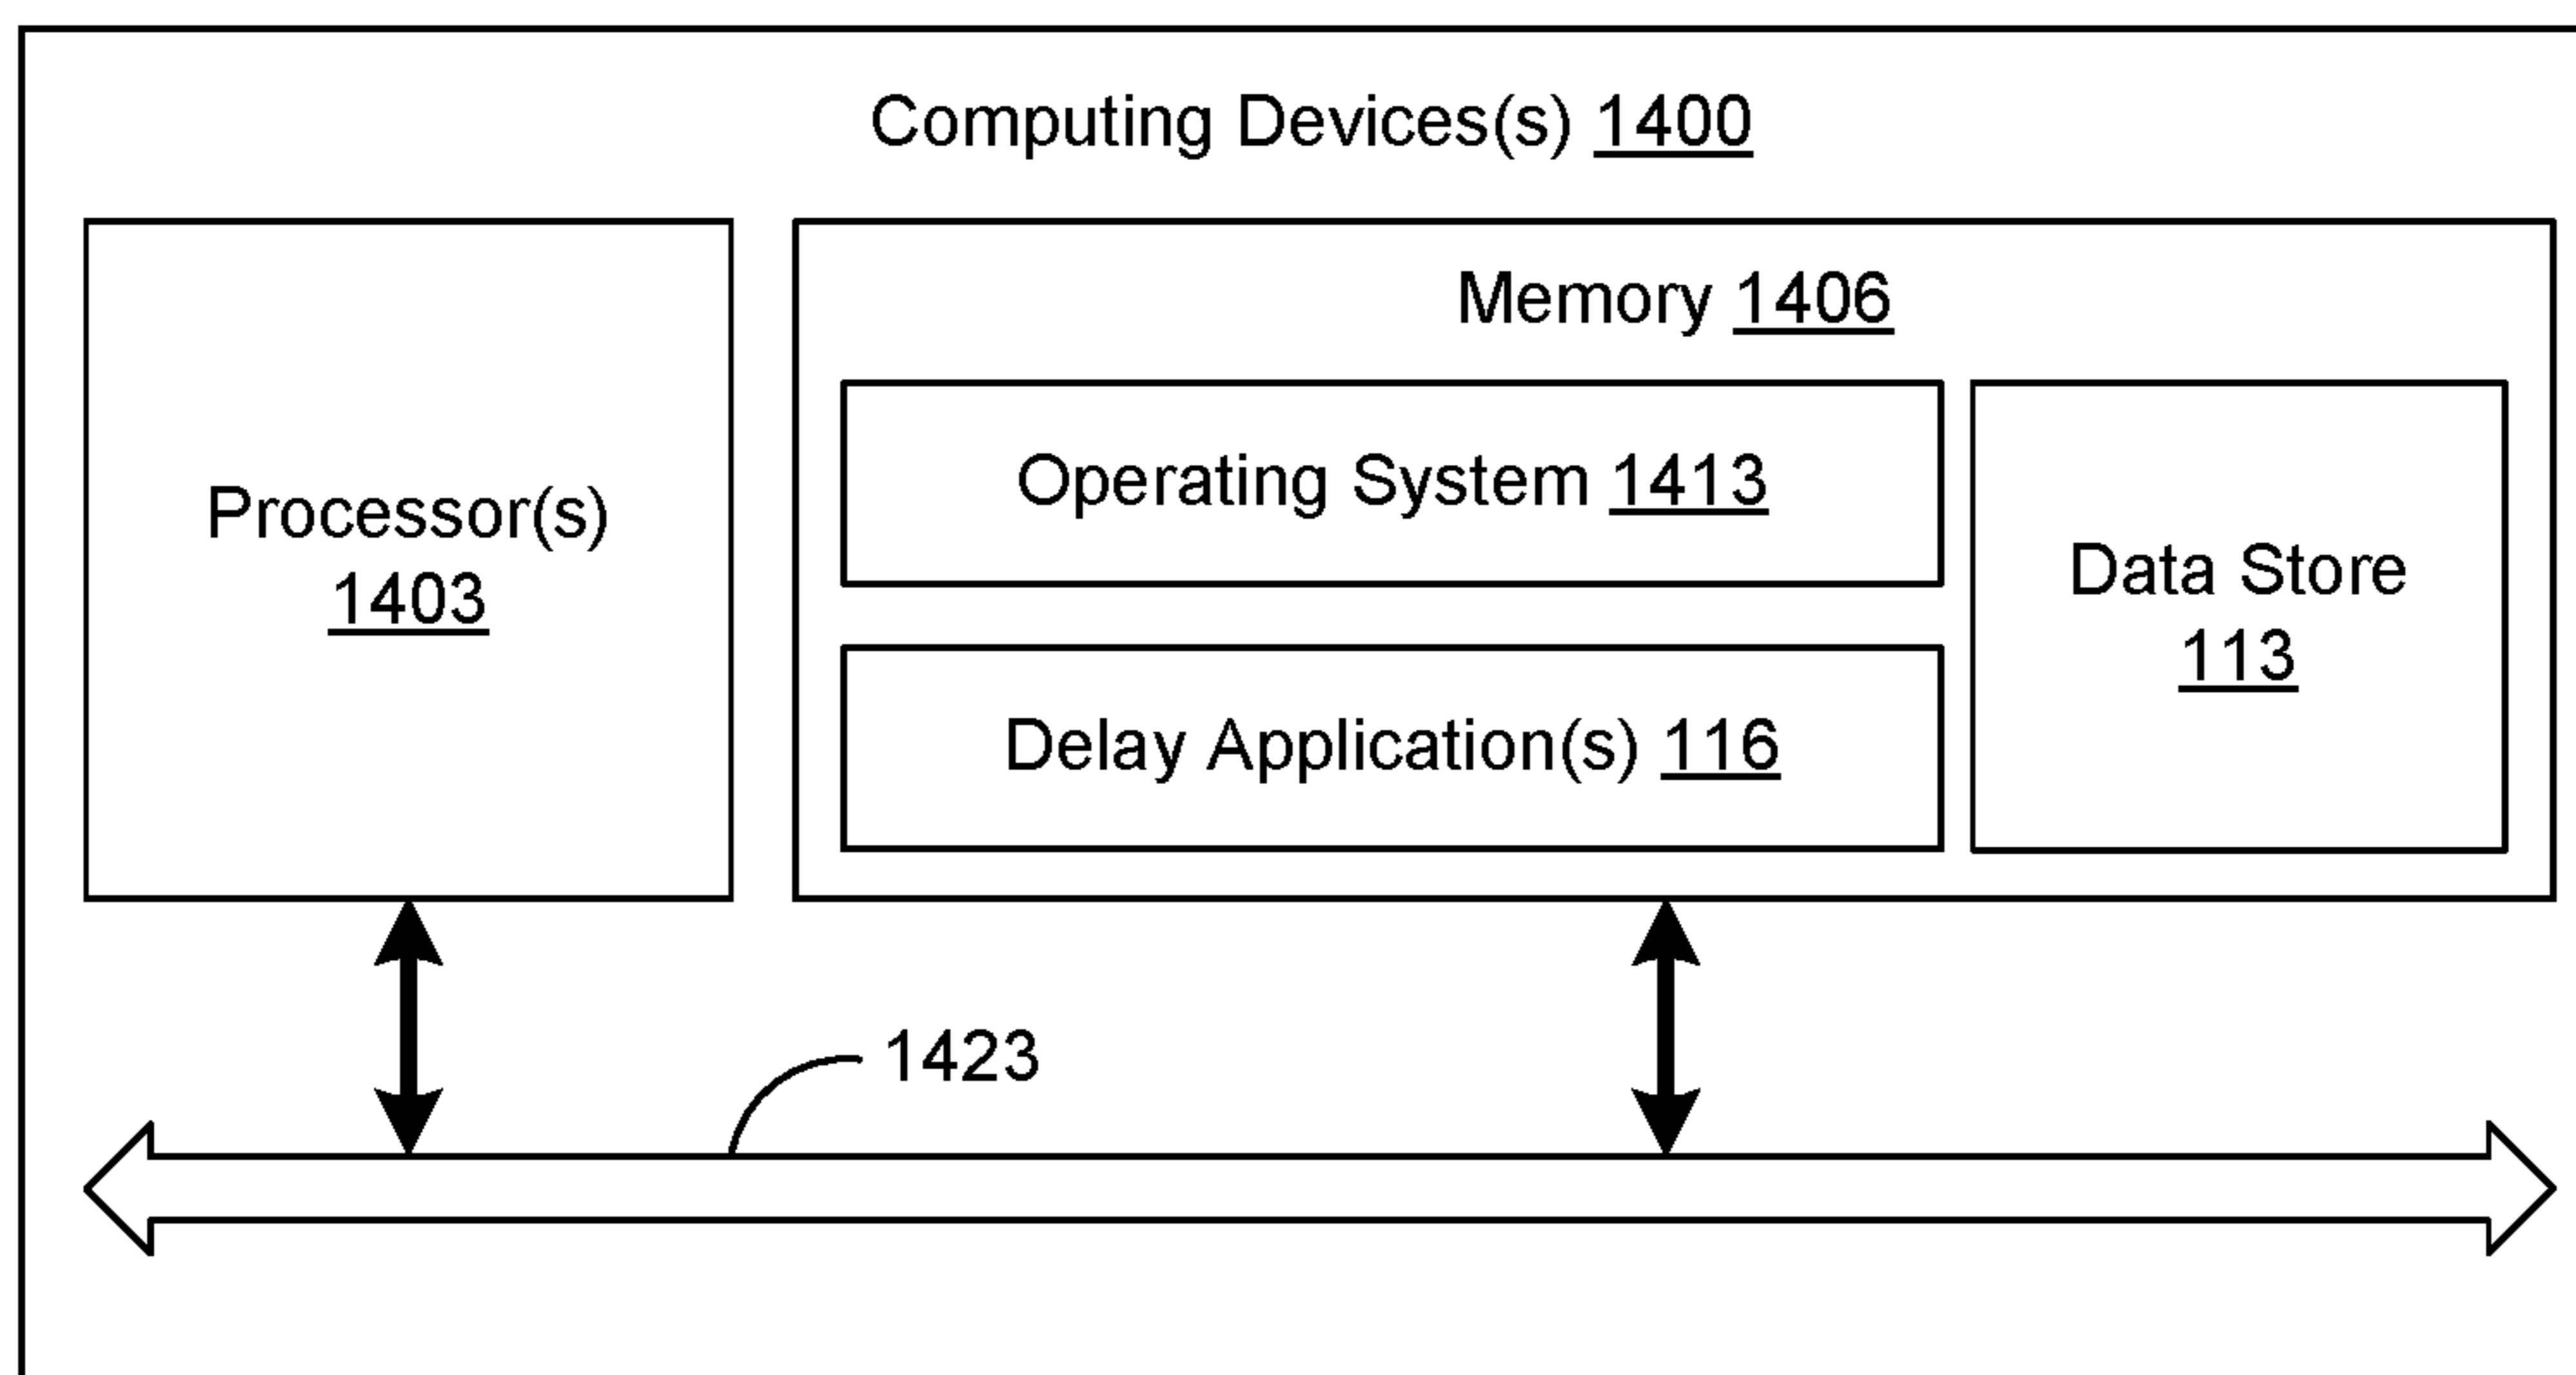 Computing Devices(s) 1400
Processor(s)
1403
Memory 1406
Operating System 1413
Delay Application(s) 116
Data Store
113
1423